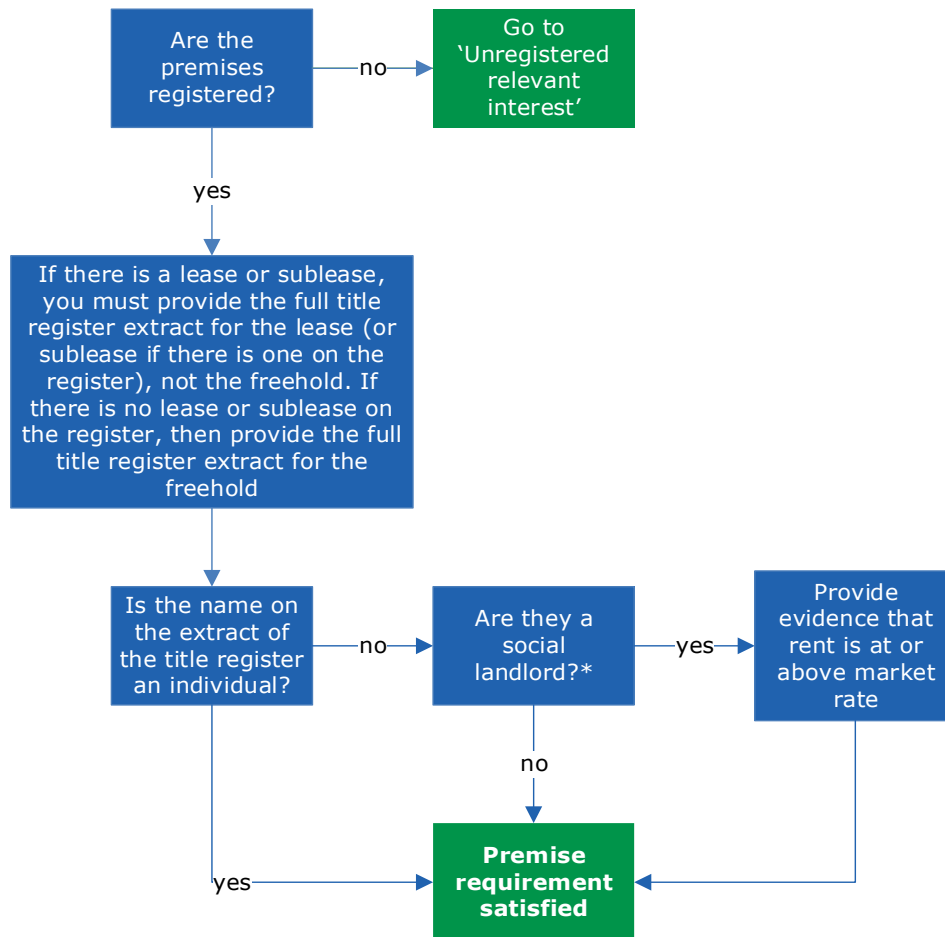 Are the
premises
registered?
no
Go to
‘Unregistered
relevant
interest’
yes
If there is a lease or sublease,
you must provide the full title
register extract for the lease (or
sublease if there is one on the
register), not the freehold. If
there is no lease or sublease on
the register, then provide the full
title register extract for the
freehold
Is the name on
the extract of
the title register
an individual?
no
Are they a
social
landlord?*
yes
Provide
evidence that
rent is at or
above market
rate
no
yes
Premise
requirement
satisfied